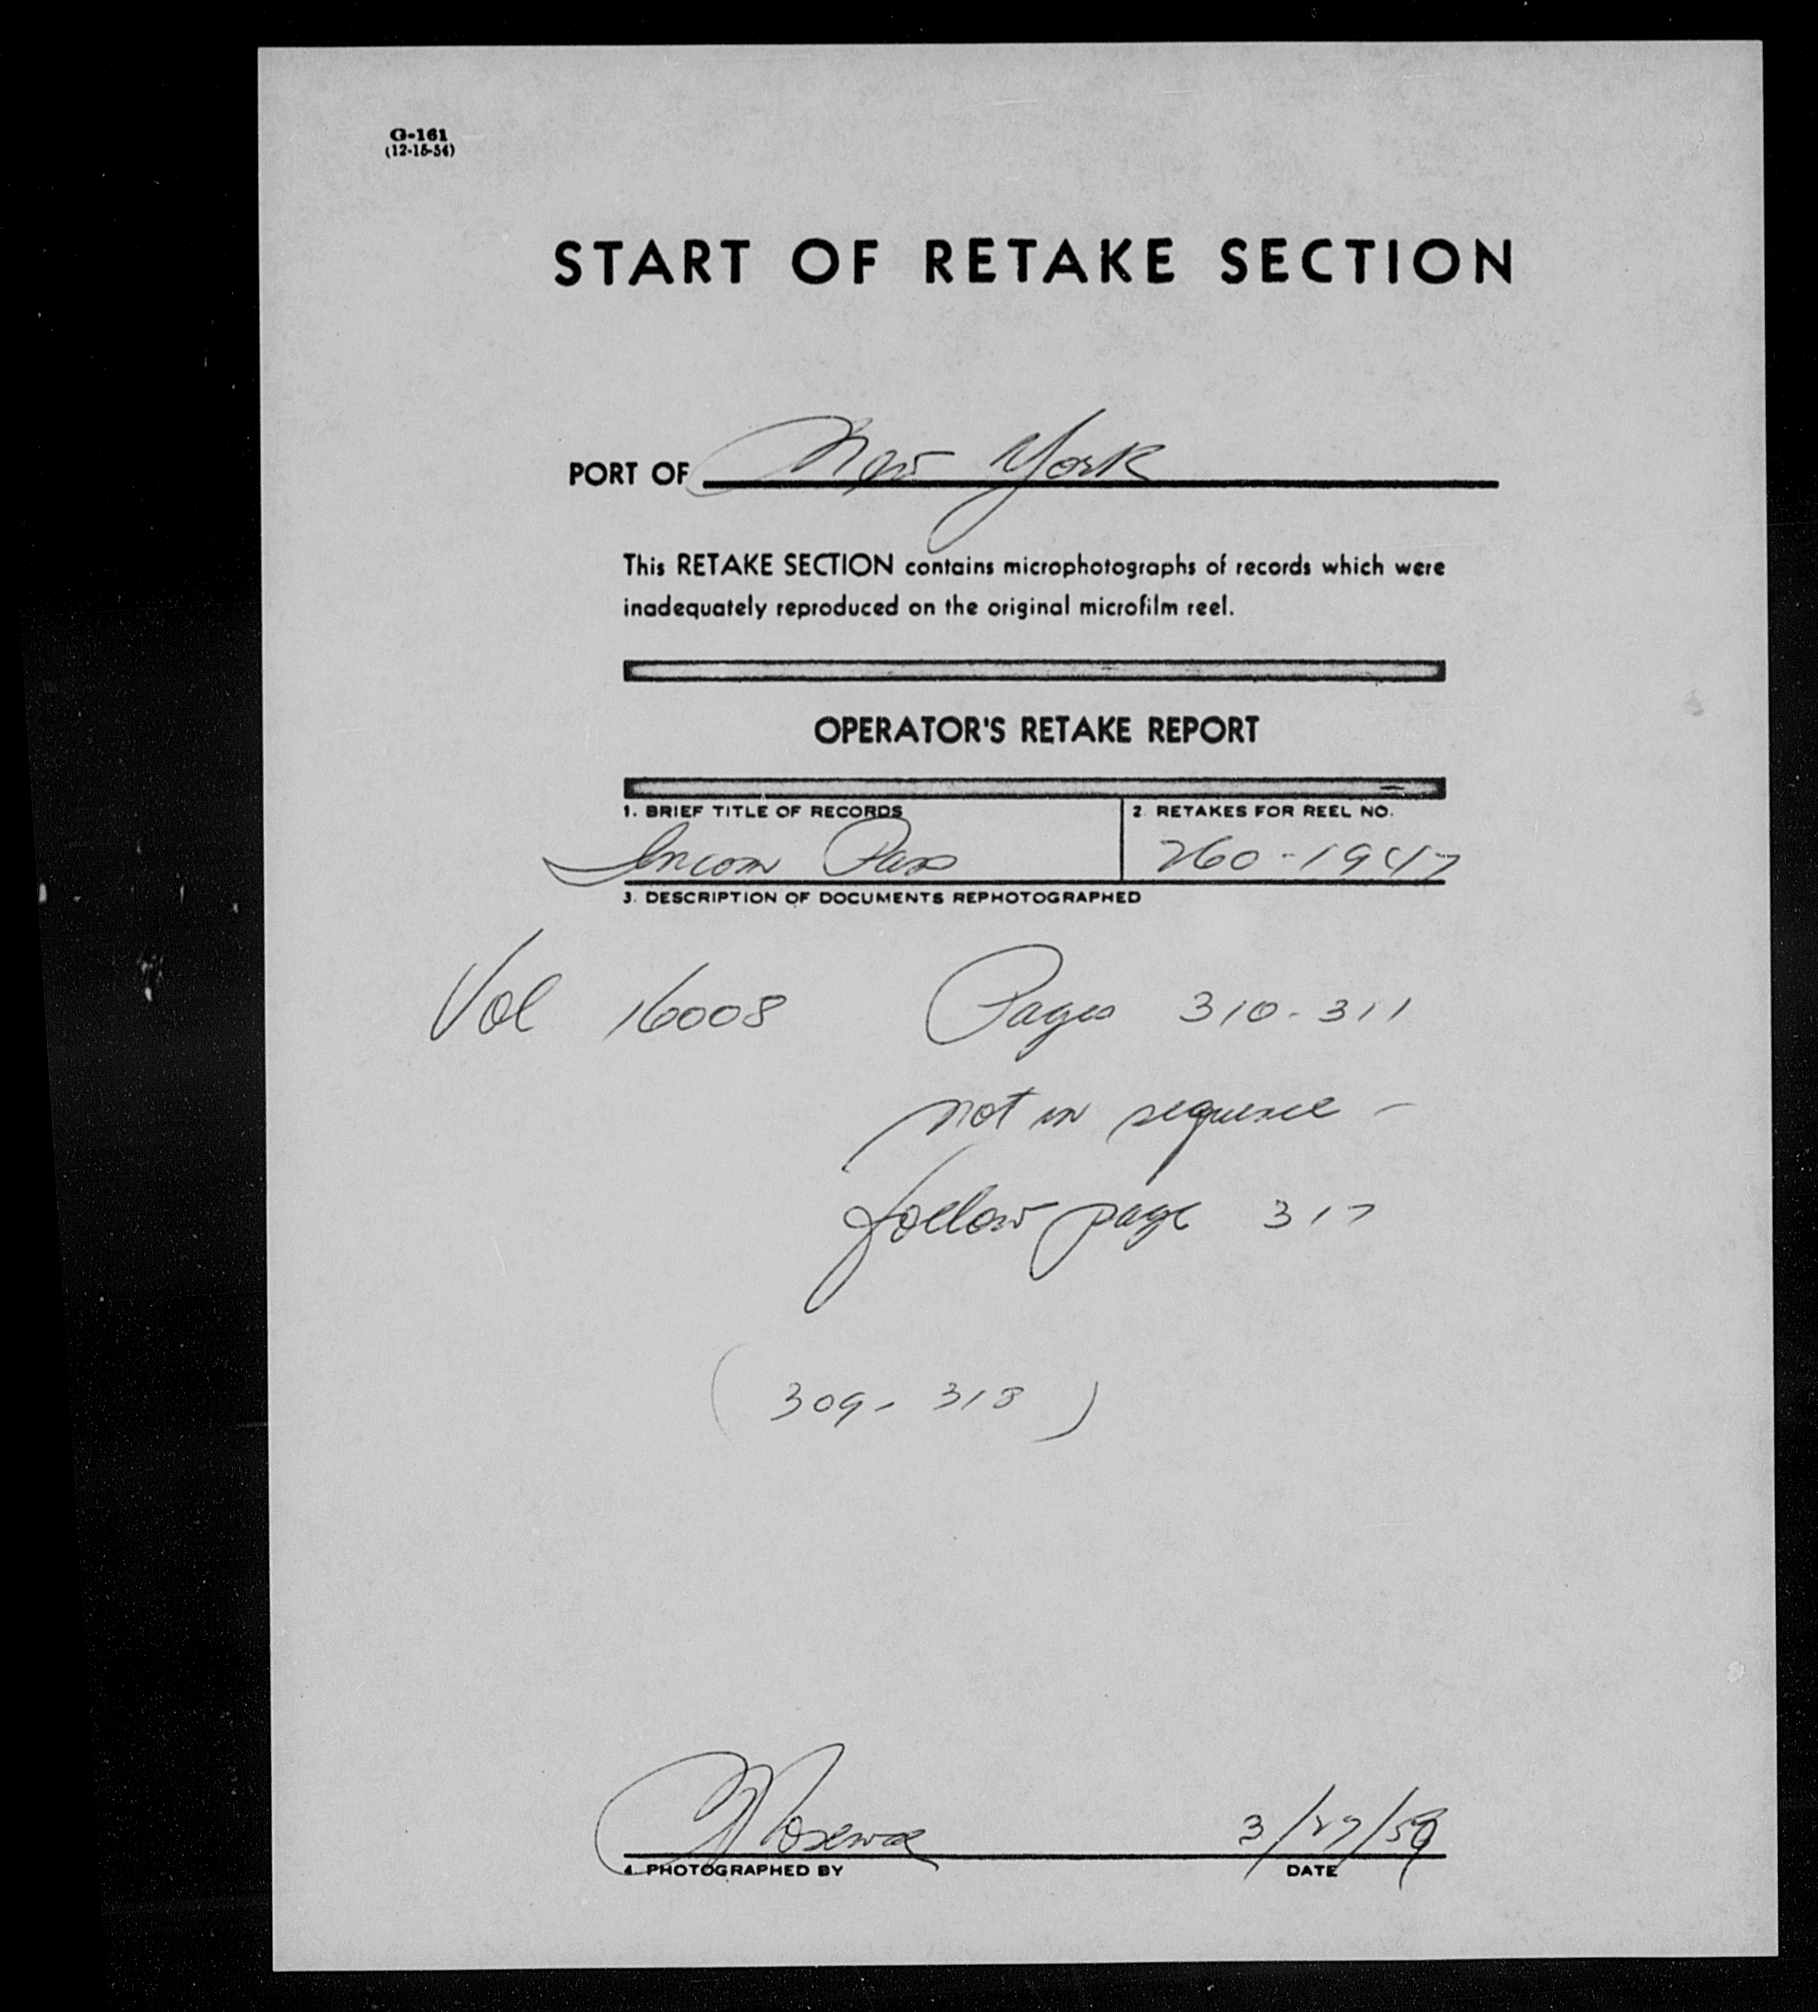 G-161
(12-15-54)
START OF RETAKE SECTION
PORT OF New York
This RETAKE SECTION contains microphotographs of records which were
inadequately reproduced on the original microfilm reel.
OPERATOR'S RETAKE REPORT
1. BRIEF TITLE OF RECORDS 2. RETAKES FOR REEL NO.
Incom Pass 260-1947
3. DESCRIPTION OF DOCUMENTS REPHOTOGRAPHED
Vol 16008 Pages 310-311
not in sequence -
follow page 317
(309-318)
3/27/59
4. PHOTOGRAPHED BY DATE